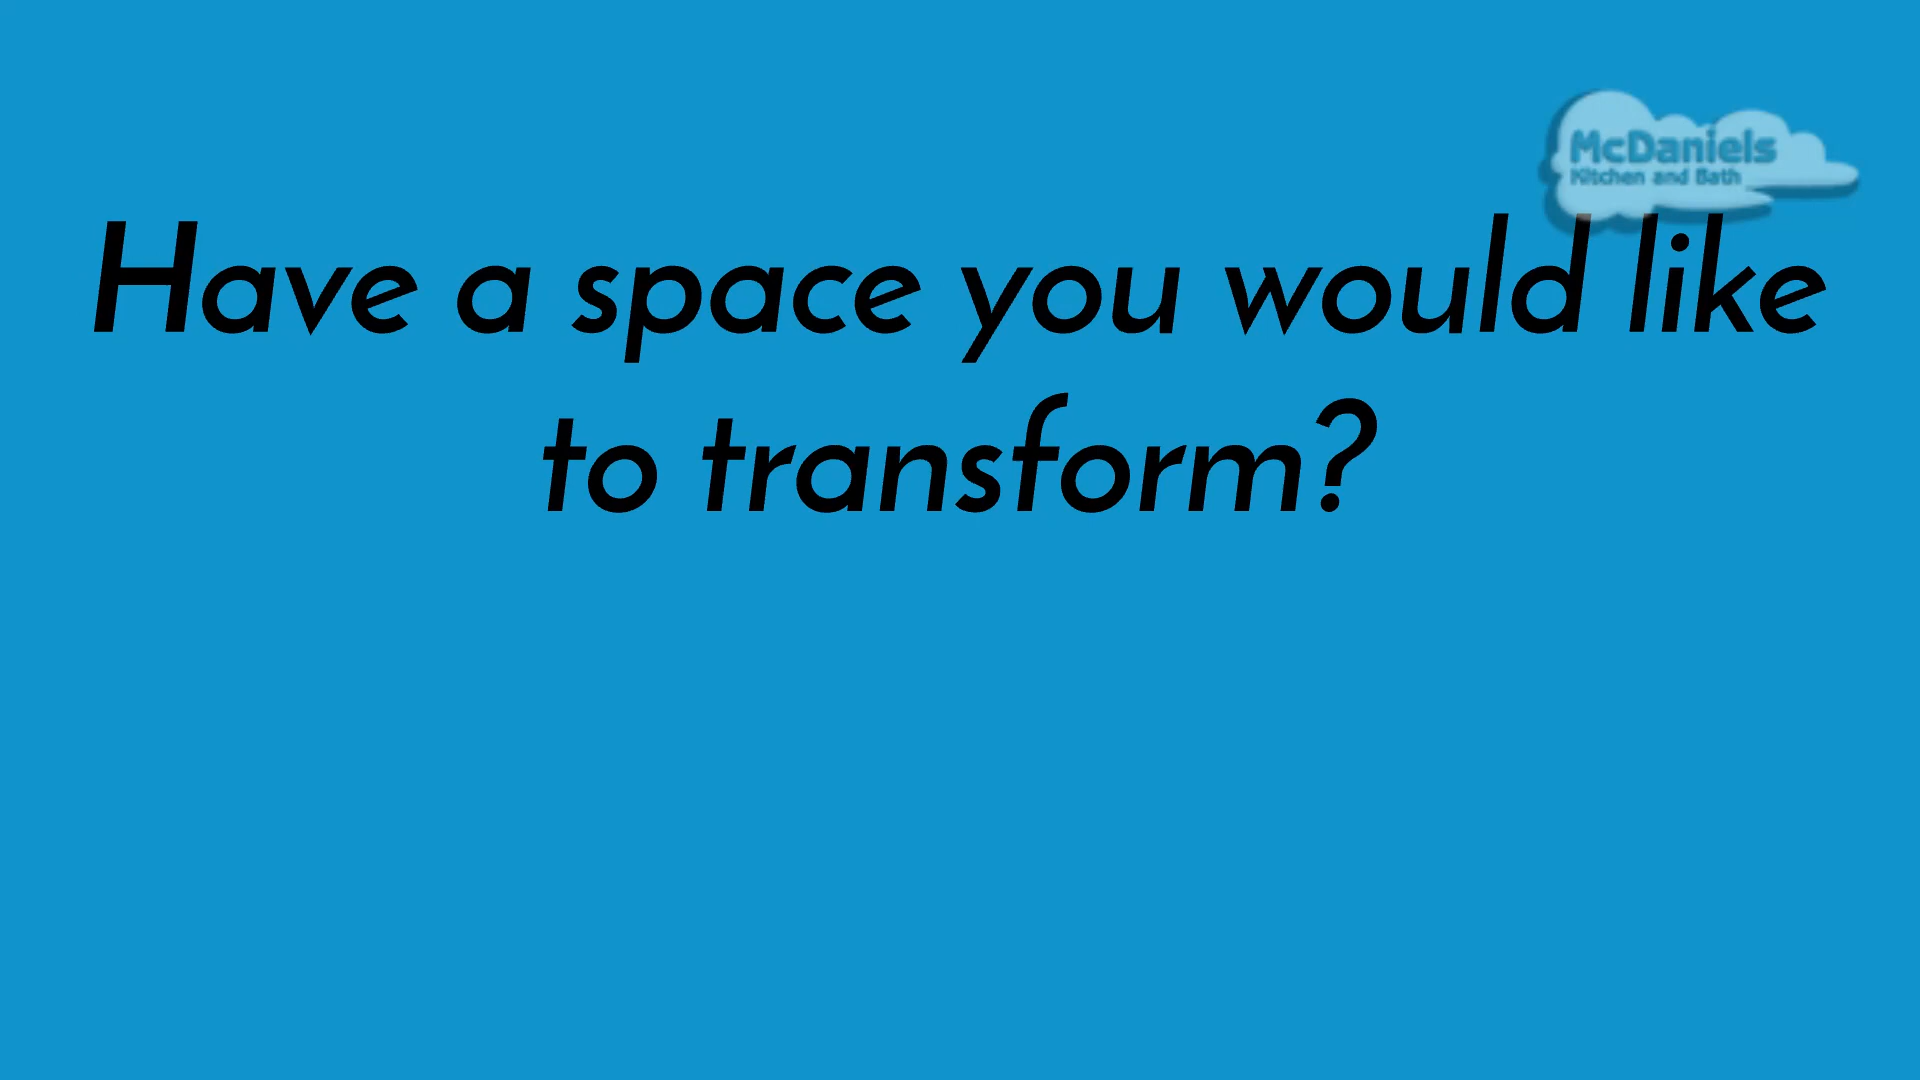 McDaniels
Kitchen and Bath
Have a space you would like
to transform?